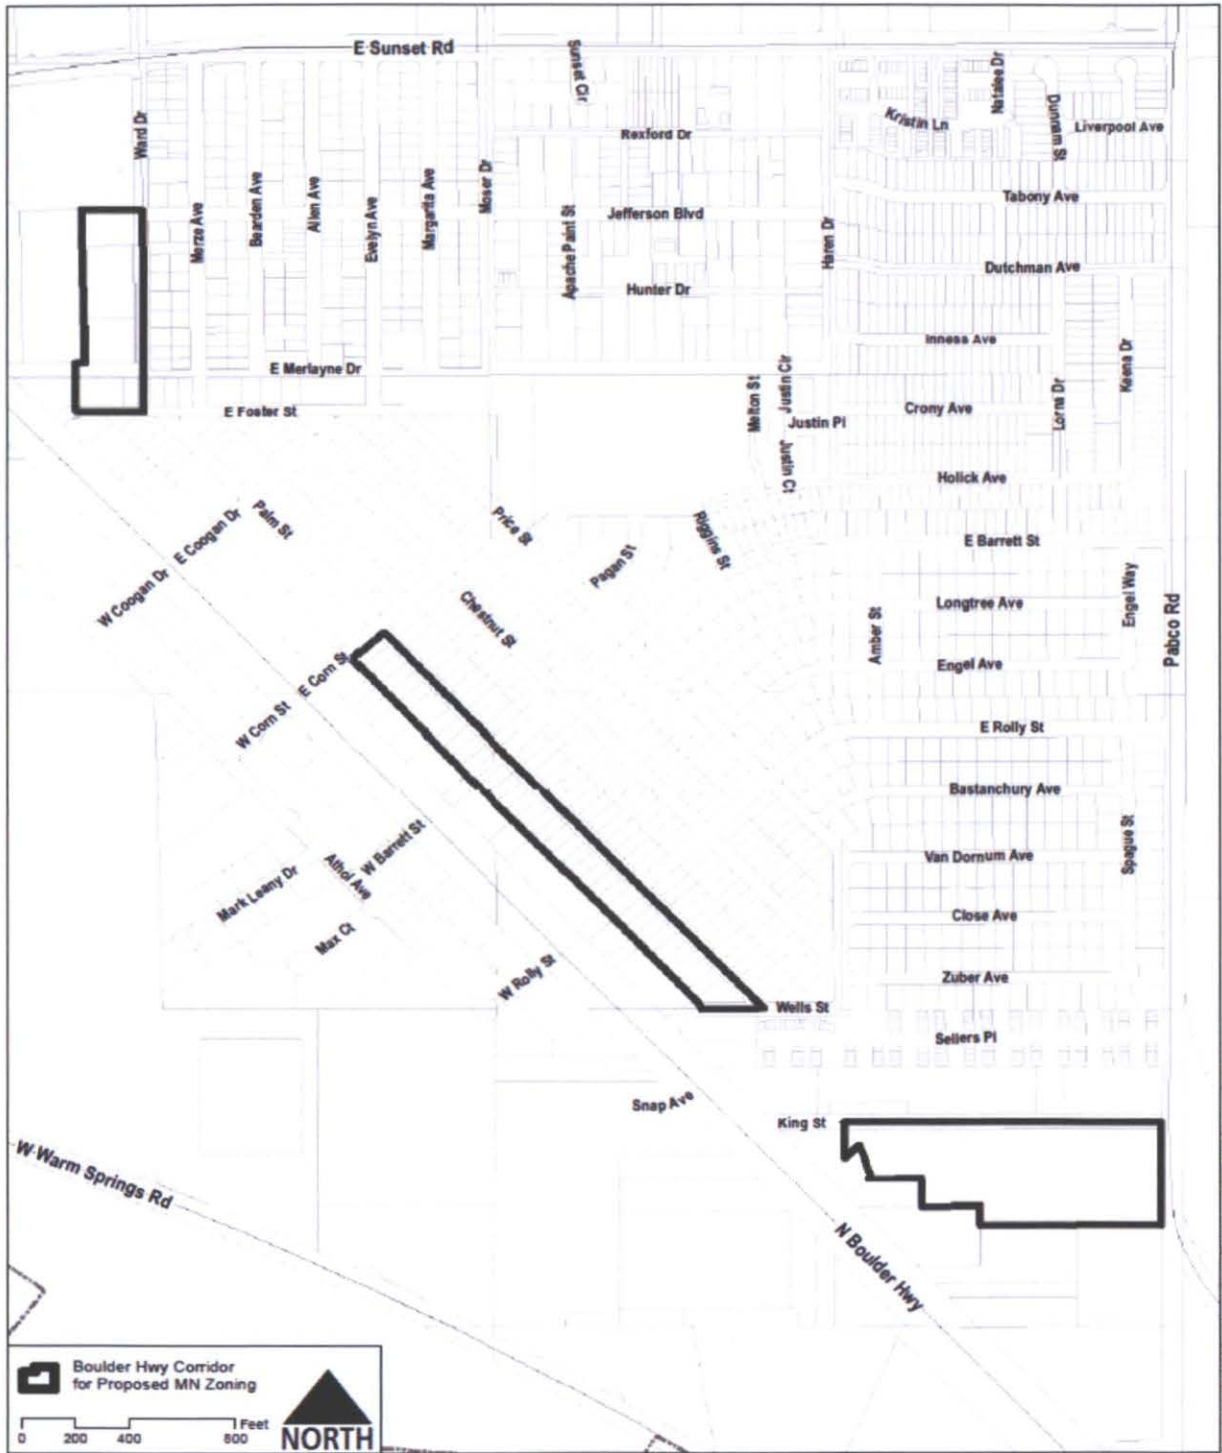 E Sunset Rd
Sunset Cir
Natalee Dr
Ward Dr
Rexford Dr
Kristin Ln
Dunnam St
Liverpool Ave
Merze Ave
Bearden Ave
Allen Ave
Evelyn Ave
Margarita Ave
Moser Dr
Apache Paint St
Jefferson Blvd
Haren Dr
Tabony Ave
Dutchman Ave
Hunter Dr
Inness Ave
E Merlayne Dr
Melton St
Justin Cir
Keena Dr
E Foster St
Justin Pl
Crony Ave
Lorna Dr
Justin Ct
Holick Ave
Palm St
E Coogan Dr
Price St
Riggins St
E Barrett St
W Coogan Dr
Pagan St
Longtree Ave
Engel Way
Chestnut St
Amber St
Pabco Rd
E Corn St
Engel Ave
W Corn St
E Rolly St
Bastanchury Ave
W Barrett St
Athol Ave
Mark Leany Dr
Van Dornum Ave
Spague St
Max Ct
Close Ave
W Rolly St
Zuber Ave
Wells St
Sellers Pl
Snap Ave
King St
W Warm Springs Rd
N Boulder Hwy
Boulder Hwy Corridor
for Proposed MN Zoning
Feet
0 200 400 800
NORTH